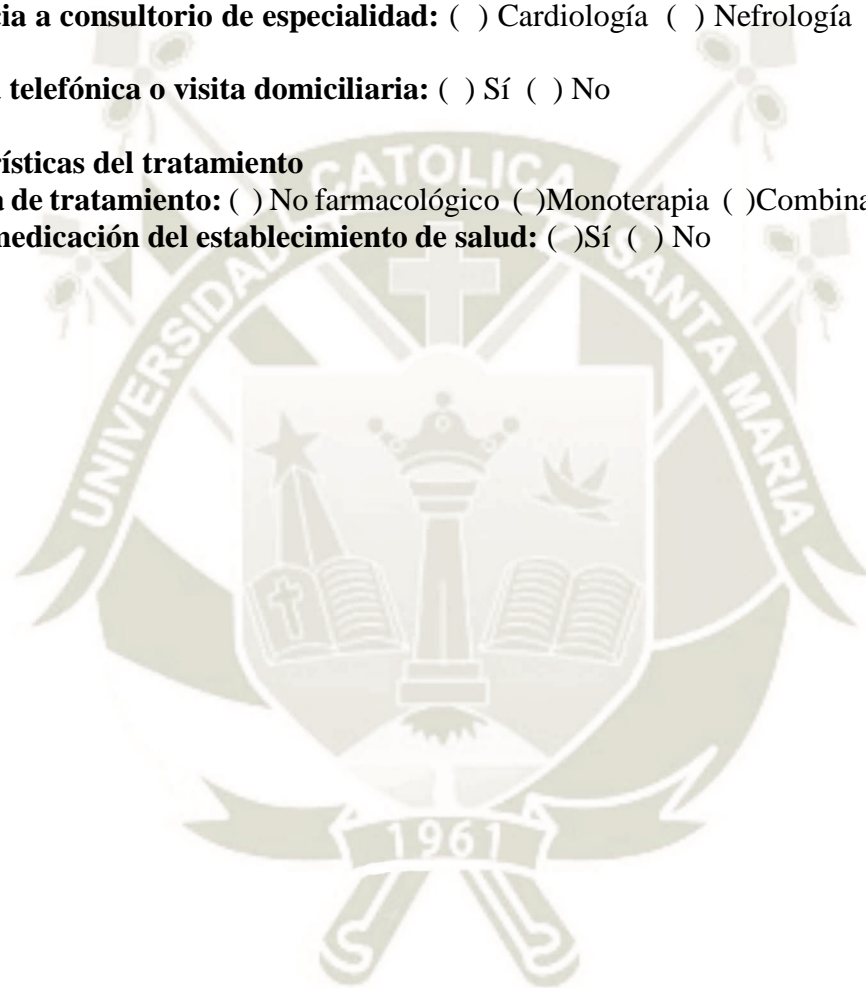 cia a consultorio de especialidad: ( ) Cardiología ( ) Nefrología
telefónica o visita domiciliaria: ( ) Sí ( ) No
rísticas del tratamiento
de tratamiento: ( ) No farmacológico ( )Monoterapia ( )Combina
medicación del establecimiento de salud: ( )Sí ( ) No
UNIVERSIDAD CATOLICA SANTA MARIA
1961